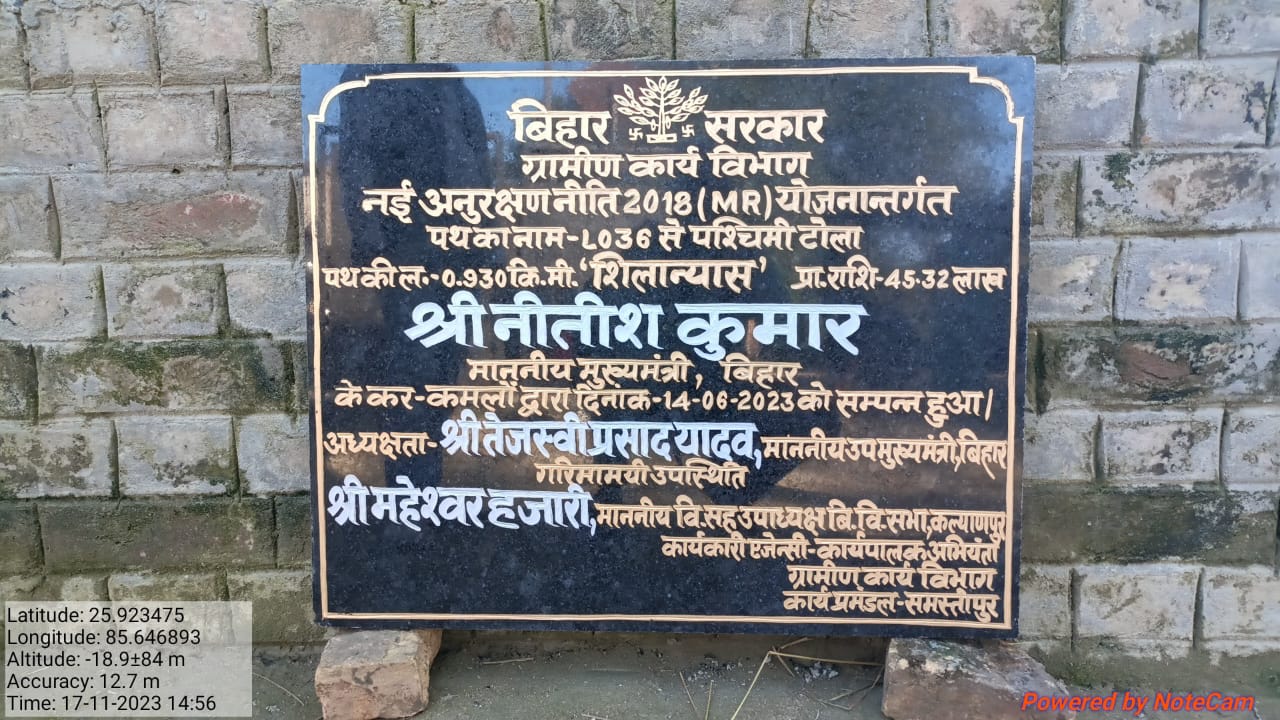 बिहार सरकार
ग्रामीण कार्य विभाग
नई अनुरक्षण नीति 2018 (MR) योजनान्तर्गत
पथ का नाम-L036 से पश्चिमी टोला
पथ की ल.-0.930 कि.मी. 'शिलान्यास' प्रा. राशि-45.32 लाख
श्री नीतीश कुमार
माननीय मुख्यमंत्री, बिहार
के कर-कमलों द्वारा दिनांक-14-06-2023 को सम्पन्न हुआ।
अध्यक्षता-श्री तेजस्वी प्रसाद यादव, माननीय उप मुख्यमंत्री, बिहार
गरिमामयी उपस्थिति
श्री महेश्वर हजारी, माननीय वि. सह उपाध्यक्ष बि. वि. सभा, कल्याणपुर
कार्यकारी एजेन्सी-कार्यपालक अभियंता
ग्रामीण कार्य विभाग
कार्य प्रमंडल-समस्तीपुर
Latitude: 25.923475
Longitude: 85.646893
Altitude: -18.9±84 m
Accuracy: 12.7 m
Time: 17-11-2023 14:56
Powered by NoteCam